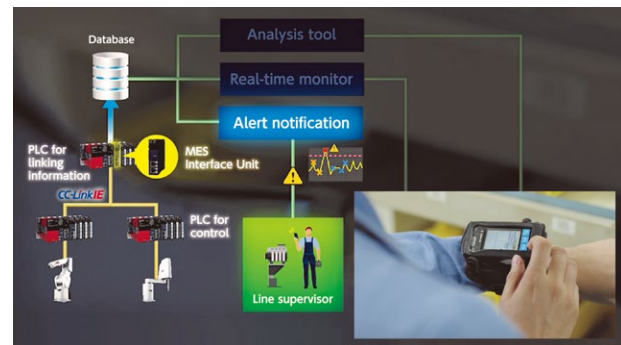 Database
Analysis tool
Real-time monitor
Alert notification
PLC for
linking
information
MES
Interface Unit
CC-Link IE
PLC for
control
Line supervisor